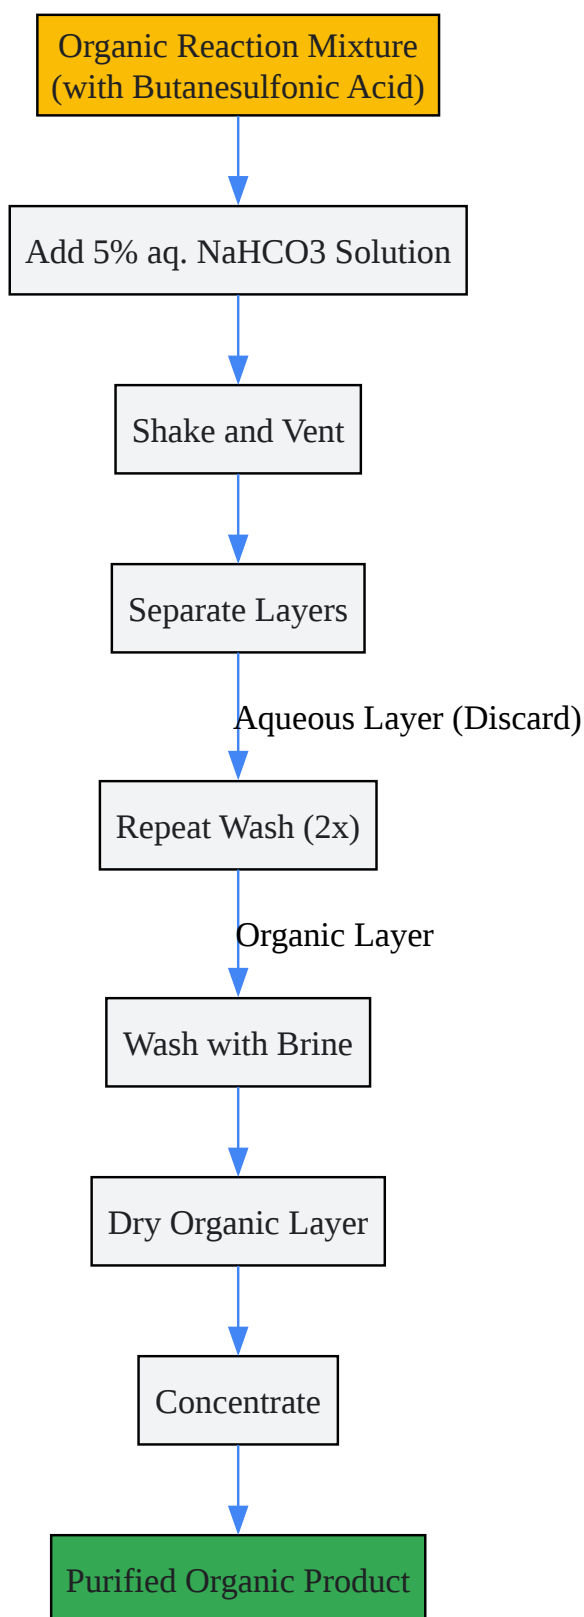 Organic Reaction Mixture
(with Butanesulfonic Acid)
Add 5% aq. NaHCO3 Solution
Shake and Vent
Separate Layers
Aqueous Layer (Discard)
Repeat Wash (2x)
Organic Layer
Wash with Brine
Dry Organic Layer
Concentrate
Purified Organic Product